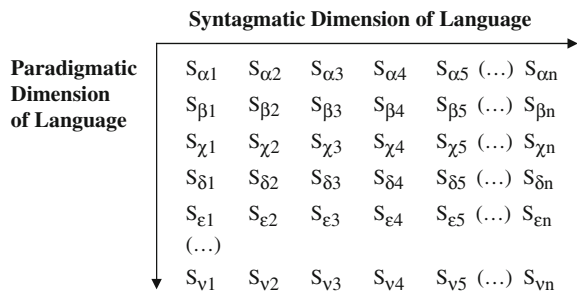 Syntagmatic Dimension of Language
Paradigmatic
Dimension
of Language
Sα1 Sα2 Sα3 Sα4 Sα5 (…) Sαn
Sβ1 Sβ2 Sβ3 Sβ4 Sβ5 (…) Sβn
Sχ1 Sχ2 Sχ3 Sχ4 Sχ5 (…) Sχn
Sδ1 Sδ2 Sδ3 Sδ4 Sδ5 (…) Sδn
Sε1 Sε2 Sε3 Sε4 Sε5 (…) Sεn
(…)
Sν1 Sν2 Sν3 Sν4 Sν5 (…) Sνn